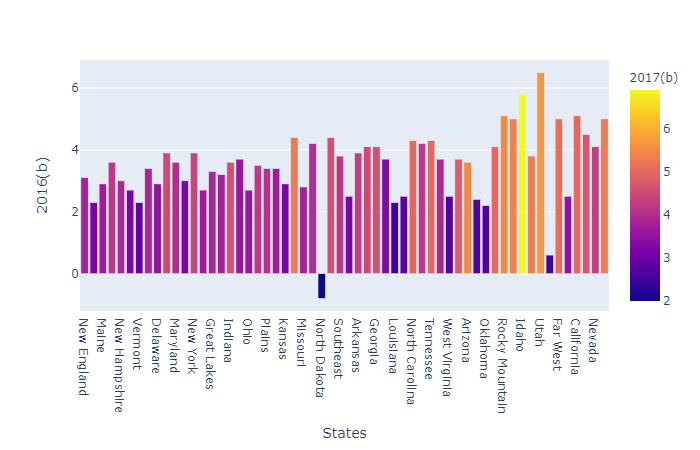 2017(b)
6
4
2
0
2016(b)
6
5
4
3
2
New England
Maine
New Hampshire
Vermont
Delaware
Maryland
New York
Great Lakes
Indiana
Ohio
Plains
Kansas
Missouri
North Dakota
Southeast
Arkansas
Georgia
Louisiana
North Carolina
Tennessee
West Virginia
Arizona
Oklahoma
Rocky Mountain
Idaho
Utah
Far West
California
Nevada
States